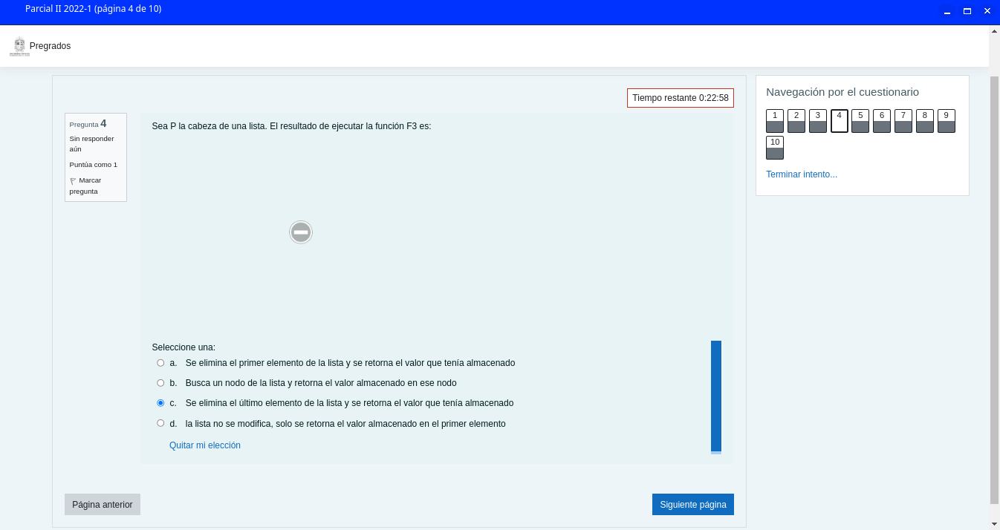 Parcial II 2022-1 (página 4 de 10)
Pregrados
Tiempo restante 0:22:58
Pregunta 4
Sin responder
aún
Puntúa como 1
Marcar
pregunta
Sea P la cabeza de una lista. El resultado de ejecutar la función F3 es:
Seleccione una:
a. Se elimina el primer elemento de la lista y se retorna el valor que tenía almacenado
b. Busca un nodo de la lista y retorna el valor almacenado en ese nodo
c. Se elimina el último elemento de la lista y se retorna el valor que tenía almacenado
d. la lista no se modifica, solo se retorna el valor almacenado en el primer elemento
Quitar mi elección
Página anterior
Siguiente página
Navegación por el cuestionario
1 2 3 4 5 6 7 8 9
10
Terminar intento...